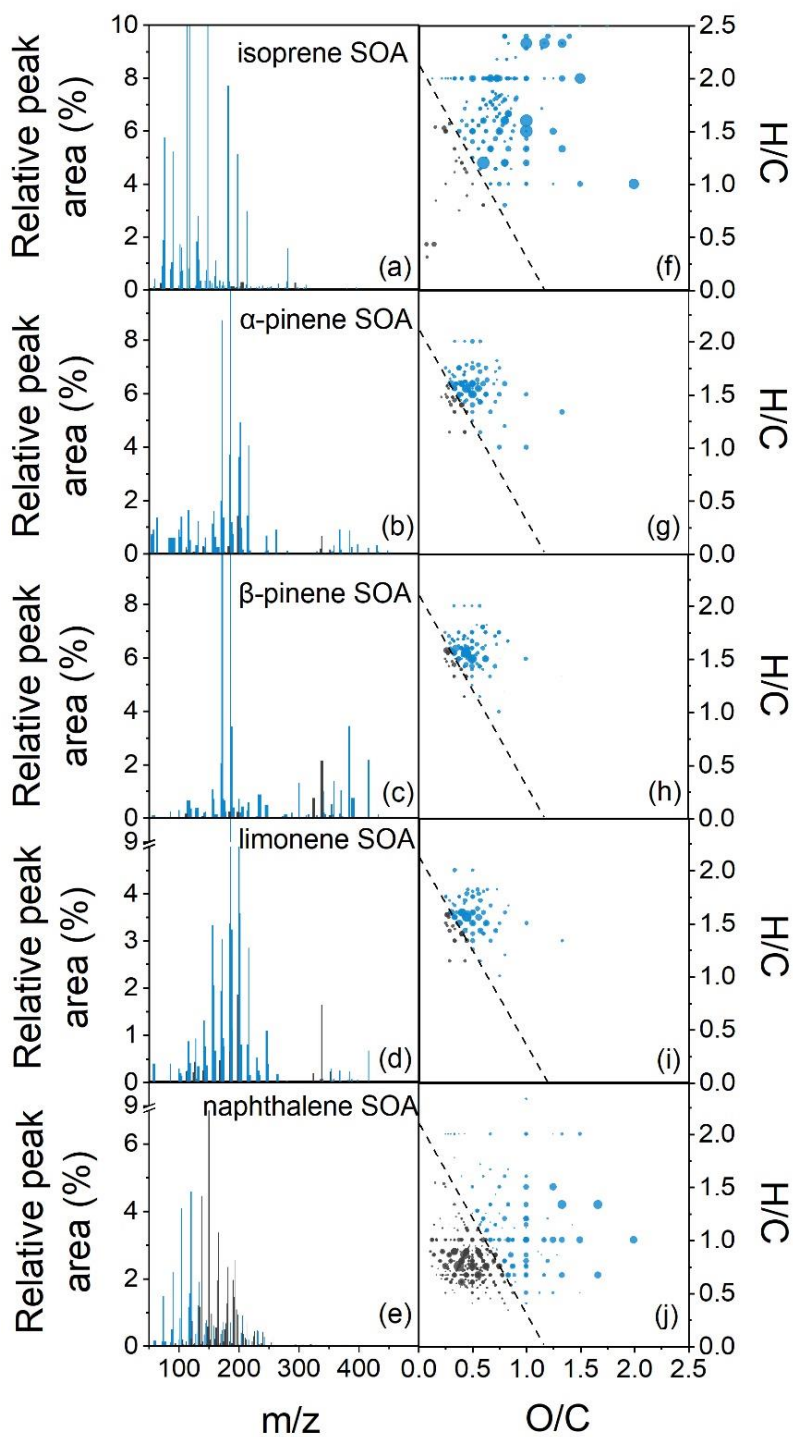 10
8
6
4
2
0
Relative peak
area (%)
isoprene SOA
(a)
2.5
2.0
1.5
1.0
0.5
0.0
H/C
(f)
8
6
4
2
0
Relative peak
area (%)
α-pinene SOA
(b)
2.0
1.5
1.0
0.5
0.0
H/C
(g)
8
6
4
2
0
Relative peak
area (%)
β-pinene SOA
(c)
2.0
1.5
1.0
0.5
0.0
H/C
(h)
9
4
3
2
1
0
Relative peak
area (%)
limonene SOA
(d)
2.0
1.5
1.0
0.5
0.0
H/C
(i)
9
6
4
2
0
Relative peak
area (%)
naphthalene SOA
(e)
2.0
1.5
1.0
0.5
0.0
H/C
(j)
100 200 300 400 0.0 0.5 1.0 1.5 2.0 2.5
m/z O/C